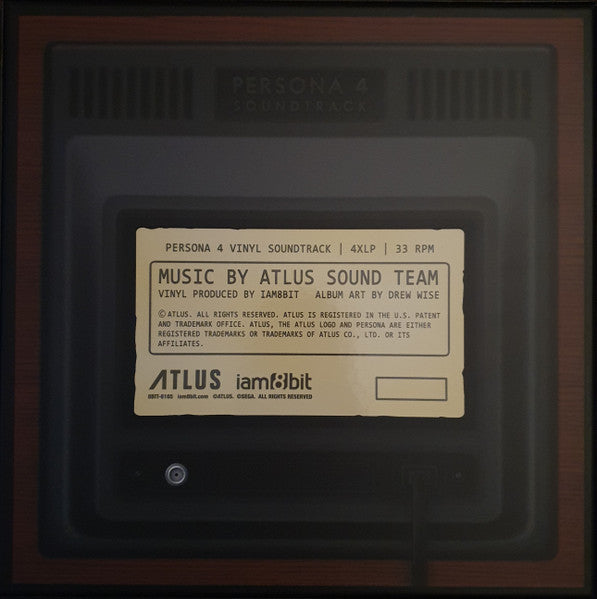 PERSONA 4
SOUNDTRACK
PERSONA 4 VINYL SOUNDTRACK | 4XLP | 33 RPM
MUSIC BY ATLUS SOUND TEAM
VINYL PRODUCED BY IAM8BIT ALBUM ART BY DREW WISE
©ATLUS. ALL RIGHTS RESERVED. ATLUS IS REGISTERED IN THE U.S. PATENT
AND TRADEMARK OFFICE. ATLUS, THE ATLUS LOGO AND PERSONA ARE EITHER
REGISTERED TRADEMARKS OR TRADEMARKS OF ATLUS CO., LTD. OR ITS
AFFILIATES.
ATLUS iam8bit
8BIT-8105 iam8bit.com ©ATLUS. ©SEGA. ALL RIGHTS RESERVED